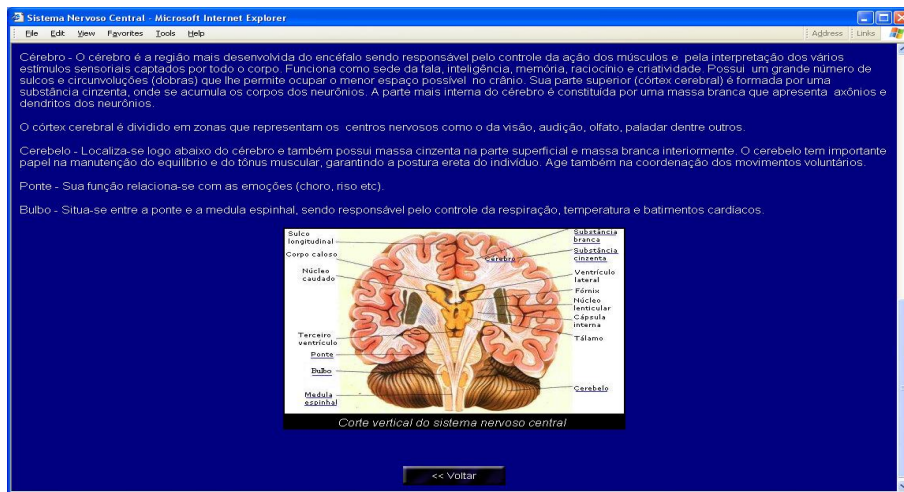 Sistema Nervoso Central - Microsoft Internet Explorer
File Edit View Favorites Tools Help Address Links
Cérebro - O cérebro é a região mais desenvolvida do encéfalo sendo responsável pelo controle da ação dos músculos e pela interpretação dos vários
estímulos sensoriais captados por todo o corpo. Funciona como sede da fala, inteligência, memória, raciocínio e criatividade. Possui um grande número de
sulcos e circunvoluções (dobras) que lhe permite ocupar o menor espaço possível no crânio. Sua parte superior (córtex cerebral) é formada por uma
substância cinzenta, onde se acumula os corpos dos neurônios. A parte mais interna do cérebro é constituída por uma massa branca que apresenta axônios e
dendritos dos neurônios.
O córtex cerebral é dividido em zonas que representam os centros nervosos como o da visão, audição, olfato, paladar dentre outros.
Cerebelo - Localiza-se logo abaixo do cérebro e também possui massa cinzenta na parte superficial e massa branca interiormente. O cerebelo tem importante
papel na manutenção do equilíbrio e do tônus muscular, garantindo a postura ereta do indivíduo. Age também na coordenação dos movimentos voluntários.
Ponte - Sua função relaciona-se com as emoções (choro, riso etc).
Bulbo - Situa-se entre a ponte e a medula espinhal, sendo responsável pelo controle da respiração, temperatura e batimentos cardíacos.
Sulco
longitudinal
Corpo caloso
Núcleo
caudado
Terceiro
ventrículo
Ponte
Bulbo
Medula
espinhal
Cérebro
Substância
branca
Substância
cinzenta
Ventrículo
lateral
Fórnix
Núcleo
lenticular
Cápsula
interna
Tálamo
Cerebelo
Corte vertical do sistema nervoso central
<< Voltar